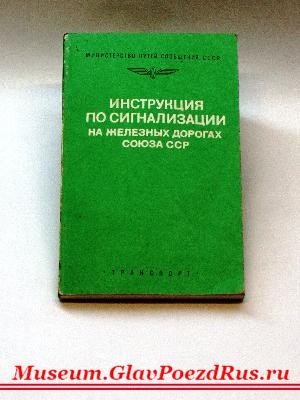 МИНИСТЕРСТВО ПУТЕЙ СООБЩЕНИЯ СССР
ИНСТРУКЦИЯ
ПО СИГНАЛИЗАЦИИ
НА ЖЕЛЕЗНЫХ ДОРОГАХ
СОЮЗА ССР
"ТРАНСПОРТ"
Museum.GlavPoezdRus.ru